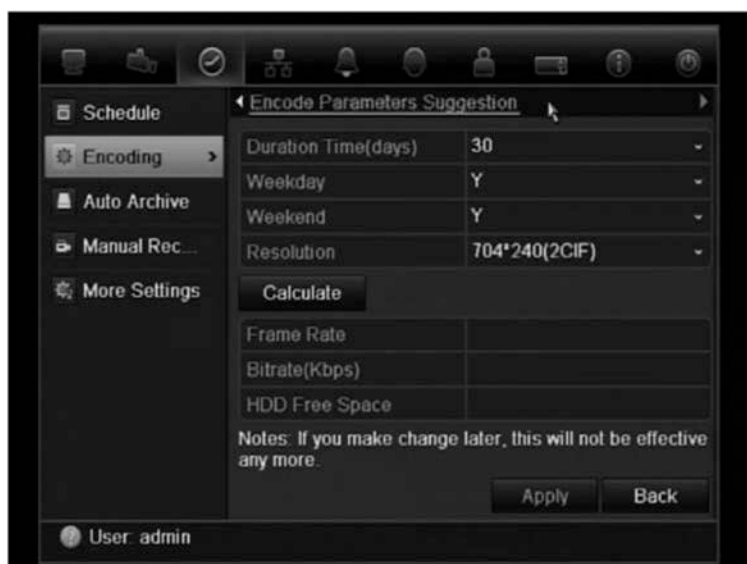 Schedule
Encoding
Auto Archive
Manual Rec...
More Settings
Encode Parameters Suggestion
Duration Time(days) 30
Weekday Y
Weekend Y
Resolution 704*240(2CIF)
Calculate
Frame Rate
Bitrate(Kbps)
HDD Free Space
Notes: If you make change later, this will not be effective
any more.
Apply Back
User: admin